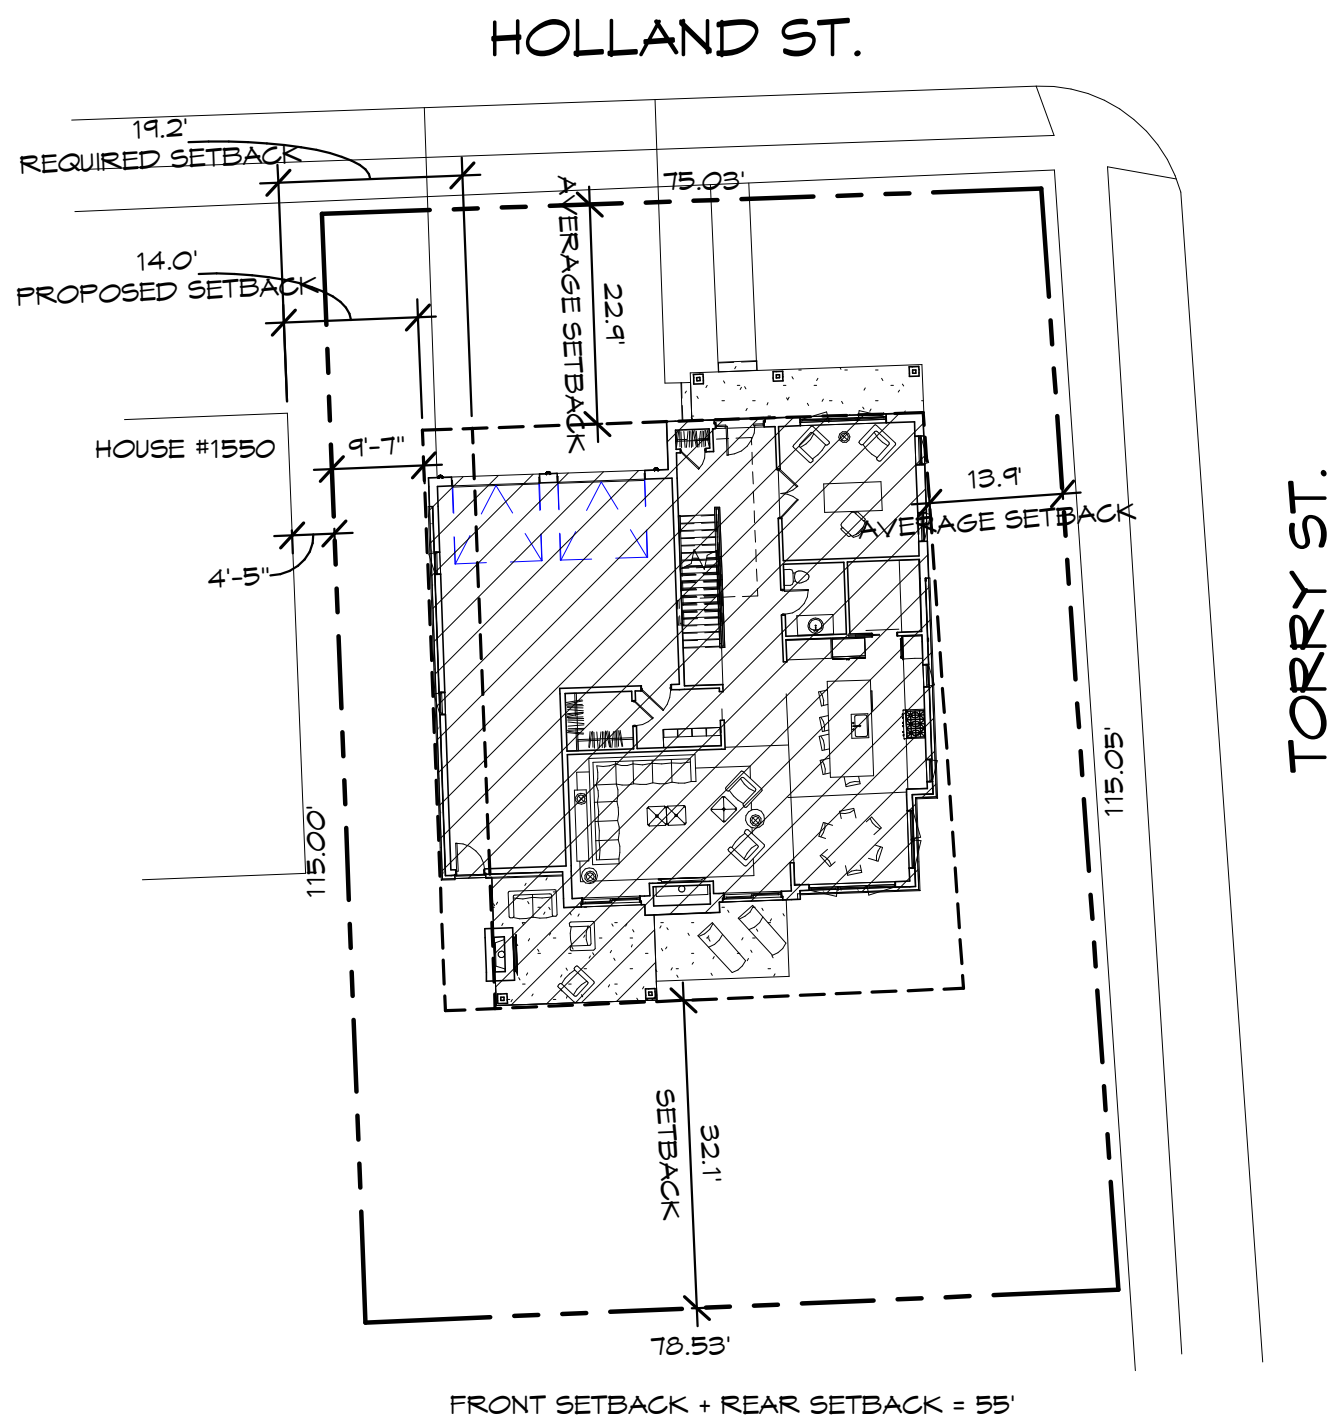 HOLLAND ST.
19.2'
REQUIRED SETBACK
75.03'
14.0'
PROPOSED SETBACK
AVERAGE SETBACK
22.9'
HOUSE #1550
9'-7"
13.9'
AVERAGE SETBACK
4'-5"
TORRY ST.
115.00'
115.05'
SETBACK
32.1'
78.53'
FRONT SETBACK + REAR SETBACK = 55'